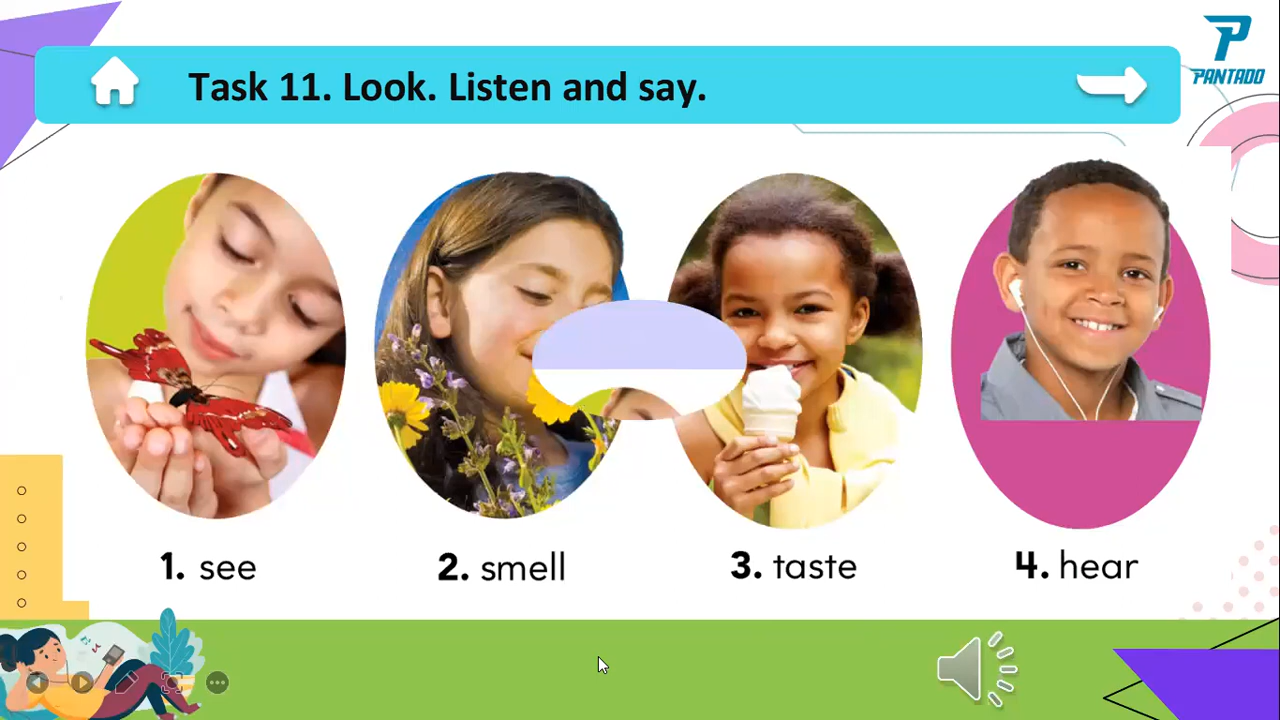 PANTADO
Task 11. Look. Listen and say.
1. see
2. smell
3. taste
4. hear